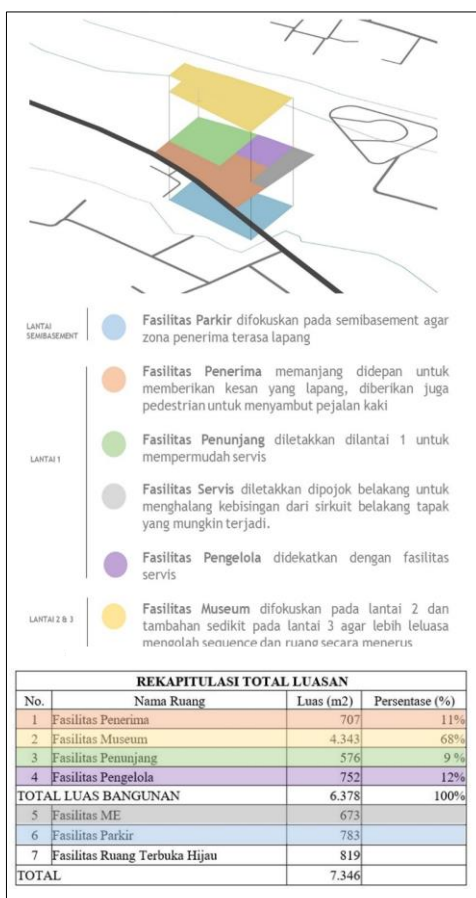 LANTAI
SEMIBASEMENT
Fasilitas Parkir difokuskan pada semibasement agar
zona penerima terasa lapang
LANTAI 1
Fasilitas Penerima memanjang didepan untuk
memberikan kesan yang lapang, diberikan juga
pedestrian untuk menyambut pejalan kaki
Fasilitas Penunjang diletakkan dilantai 1 untuk
mempermudah servis
Fasilitas Servis diletakkan dipojok belakang untuk
menghalang kebisingan dari sirkuit belakang tapak
yang mungkin terjadi.
Fasilitas Pengelola didekatkan dengan fasilitas
servis
LANTAI 2 & 3
Fasilitas Museum difokuskan pada lantai 2 dan
tambahan sedikit pada lantai 3 agar lebih leluasa
mengolah sequence dan ruang secara menerus
REKAPITULASI TOTAL LUASAN
No. Nama Ruang Luas (m2) Persentase (%)
1 Fasilitas Penerima 707 11%
2 Fasilitas Museum 4.343 68%
3 Fasilitas Penunjang 576 9 %
4 Fasilitas Pengelola 752 12%
TOTAL LUAS BANGUNAN 6.378 100%
5 Fasilitas ME 673
6 Fasilitas Parkir 783
7 Fasilitas Ruang Terbuka Hijau 819
TOTAL 7.346